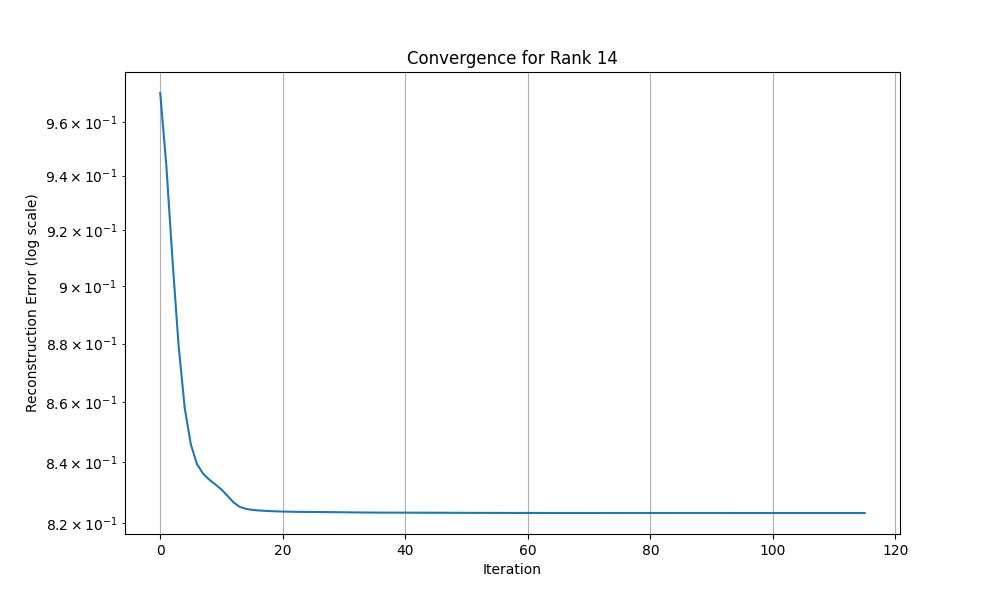 Convergence for Rank 14
Reconstruction Error (log scale)
9.6 × 10⁻¹
9.4 × 10⁻¹
9.2 × 10⁻¹
9 × 10⁻¹
8.8 × 10⁻¹
8.6 × 10⁻¹
8.4 × 10⁻¹
8.2 × 10⁻¹
0 20 40 60 80 100 120
Iteration